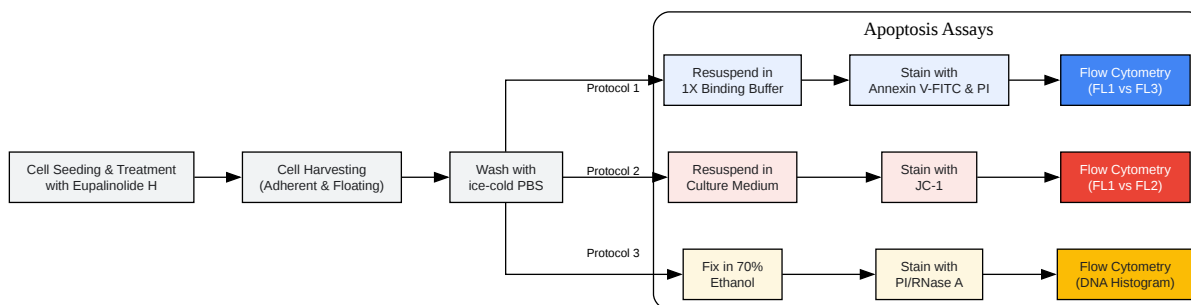 Apoptosis Assays
Cell Seeding & Treatment
with Eupalinolide H
Cell Harvesting
(Adherent & Floating)
Wash with
ice-cold PBS
Protocol 1
Resuspend in
1X Binding Buffer
Stain with
Annexin V-FITC & PI
Flow Cytometry
(FL1 vs FL3)
Protocol 2
Resuspend in
Culture Medium
Stain with
JC-1
Flow Cytometry
(FL1 vs FL2)
Protocol 3
Fix in 70%
Ethanol
Stain with
PI/RNase A
Flow Cytometry
(DNA Histogram)